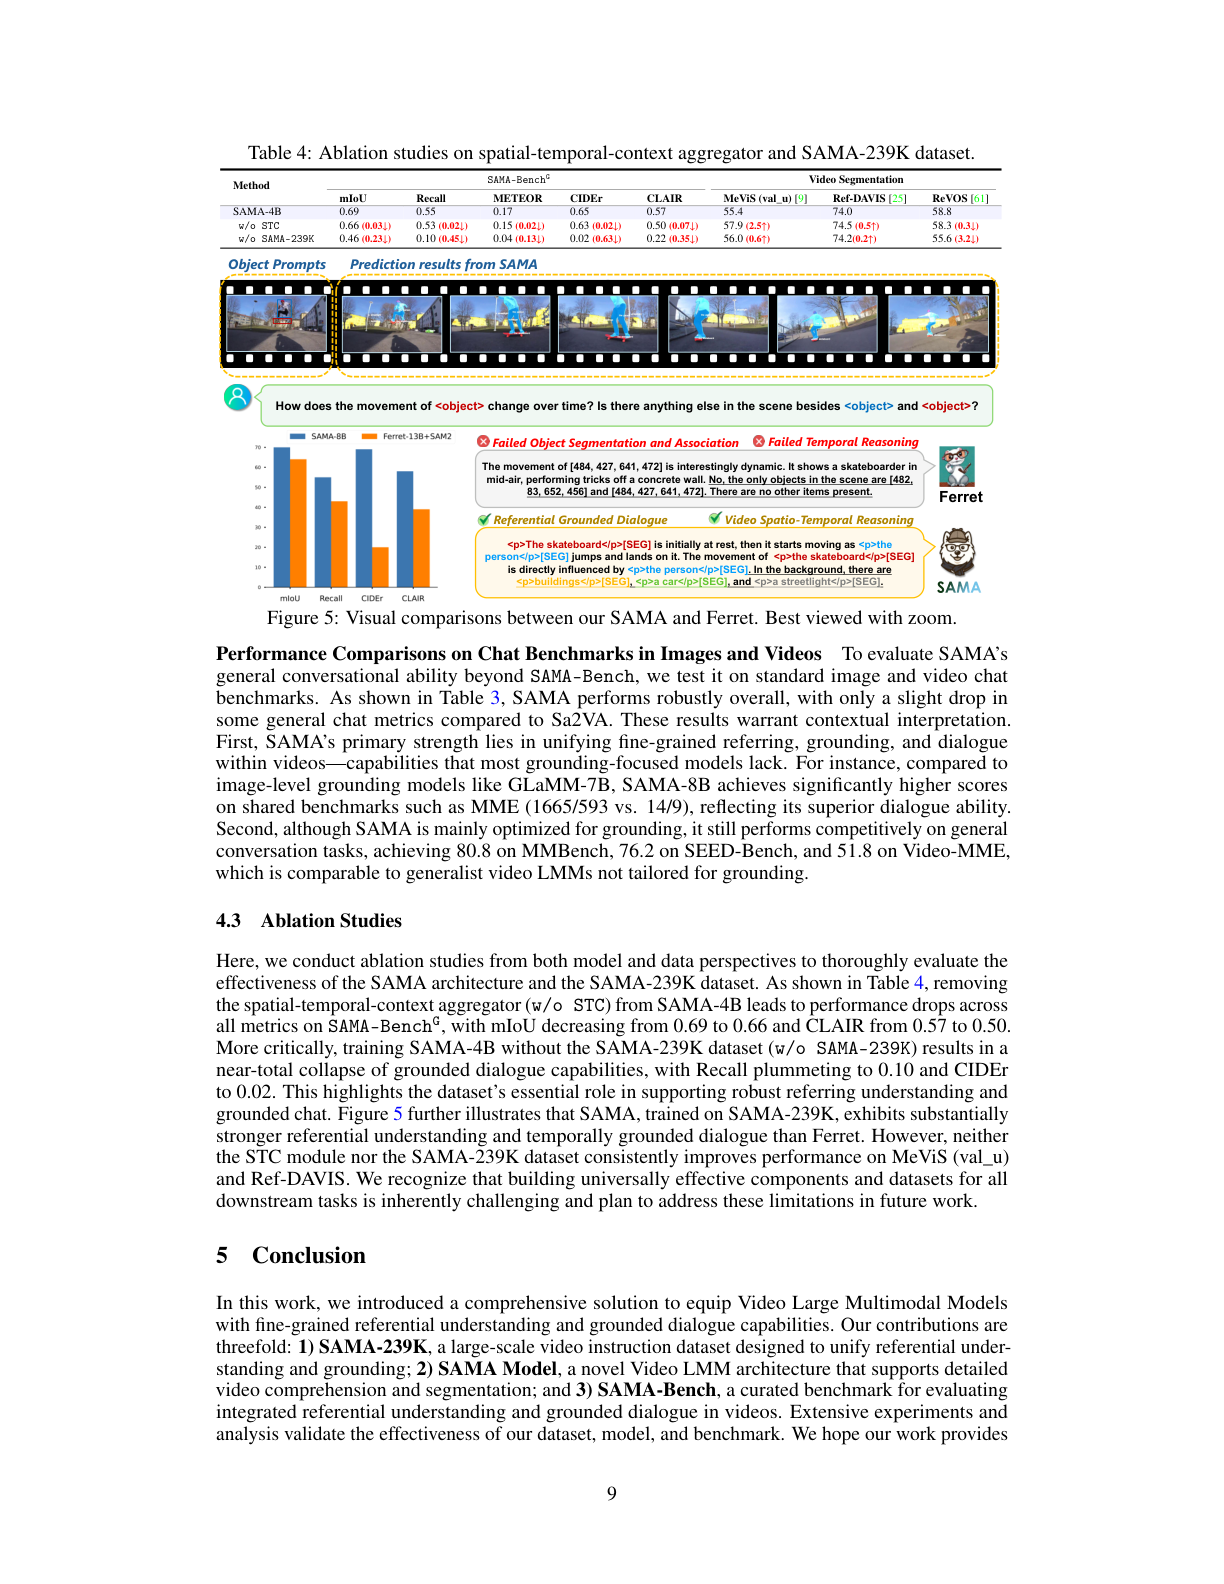 Table 4: Ablation studies on spatial-temporal-context aggregator and SAMA-239K dataset.
Method SAMA-Bench^G Video Segmentation
mIoU Recall METEOR CIDEr CLAIR MeViS (val_u) [9] Ref-DAVIS [25] ReVOS [61]
SAMA-4B 0.69 0.55 0.17 0.65 0.57 55.4 74.0 58.8
w/o STC 0.66 (0.03↓) 0.53 (0.02↓) 0.15 (0.02↓) 0.63 (0.02↓) 0.50 (0.07↓) 57.9 (2.5↑) 74.5 (0.5↑) 58.3 (0.3↓)
w/o SAMA-239K 0.46 (0.23↓) 0.10 (0.45↓) 0.04 (0.13↓) 0.02 (0.63↓) 0.22 (0.35↓) 56.0 (0.6↑) 74.2(0.2↑) 55.6 (3.2↓)
Object Prompts Prediction results from SAMA
How does the movement of <object> change over time? Is there anything else in the scene besides <object> and <object>?
SAMA-8B Ferret-13B+SAM2
70
60
50
40
30
20
10
0
mIoU Recall CIDEr CLAIR
Failed Object Segmentation and Association Failed Temporal Reasoning
The movement of [484, 427, 641, 472] is interestingly dynamic. It shows a skateboarder in
mid-air, performing tricks off a concrete wall. No, the only objects in the scene are [482,
83, 652, 456] and [484, 427, 641, 472]. There are no other items present.
Ferret
Referential Grounded Dialogue Video Spatio-Temporal Reasoning
<p>The skateboard</p>[SEG] is initially at rest, then it starts moving as <p>the
person</p>[SEG] jumps and lands on it. The movement of <p>the skateboard</p>[SEG]
is directly influenced by <p>the person</p>[SEG]. In the background, there are
<p>buildings</p>[SEG], <p>a car</p>[SEG], and <p>a streetlight</p>[SEG].
SAMA
Figure 5: Visual comparisons between our SAMA and Ferret. Best viewed with zoom.
Performance Comparisons on Chat Benchmarks in Images and Videos To evaluate SAMA's
general conversational ability beyond SAMA-Bench, we test it on standard image and video chat
benchmarks. As shown in Table 3, SAMA performs robustly overall, with only a slight drop in
some general chat metrics compared to Sa2VA. These results warrant contextual interpretation.
First, SAMA's primary strength lies in unifying fine-grained referring, grounding, and dialogue
within videos—capabilities that most grounding-focused models lack. For instance, compared to
image-level grounding models like GLaMM-7B, SAMA-8B achieves significantly higher scores
on shared benchmarks such as MME (1665/593 vs. 14/9), reflecting its superior dialogue ability.
Second, although SAMA is mainly optimized for grounding, it still performs competitively on general
conversation tasks, achieving 80.8 on MMBench, 76.2 on SEED-Bench, and 51.8 on Video-MME,
which is comparable to generalist video LMMs not tailored for grounding.
4.3 Ablation Studies
Here, we conduct ablation studies from both model and data perspectives to thoroughly evaluate the
effectiveness of the SAMA architecture and the SAMA-239K dataset. As shown in Table 4, removing
the spatial-temporal-context aggregator (w/o STC) from SAMA-4B leads to performance drops across
all metrics on SAMA-Bench^G, with mIoU decreasing from 0.69 to 0.66 and CLAIR from 0.57 to 0.50.
More critically, training SAMA-4B without the SAMA-239K dataset (w/o SAMA-239K) results in a
near-total collapse of grounded dialogue capabilities, with Recall plummeting to 0.10 and CIDEr
to 0.02. This highlights the dataset's essential role in supporting robust referring understanding and
grounded chat. Figure 5 further illustrates that SAMA, trained on SAMA-239K, exhibits substantially
stronger referential understanding and temporally grounded dialogue than Ferret. However, neither
the STC module nor the SAMA-239K dataset consistently improves performance on MeViS (val_u)
and Ref-DAVIS. We recognize that building universally effective components and datasets for all
downstream tasks is inherently challenging and plan to address these limitations in future work.
5 Conclusion
In this work, we introduced a comprehensive solution to equip Video Large Multimodal Models
with fine-grained referential understanding and grounded dialogue capabilities. Our contributions are
threefold: 1) SAMA-239K, a large-scale video instruction dataset designed to unify referential under-
standing and grounding; 2) SAMA Model, a novel Video LMM architecture that supports detailed
video comprehension and segmentation; and 3) SAMA-Bench, a curated benchmark for evaluating
integrated referential understanding and grounded dialogue in videos. Extensive experiments and
analysis validate the effectiveness of our dataset, model, and benchmark. We hope our work provides
9